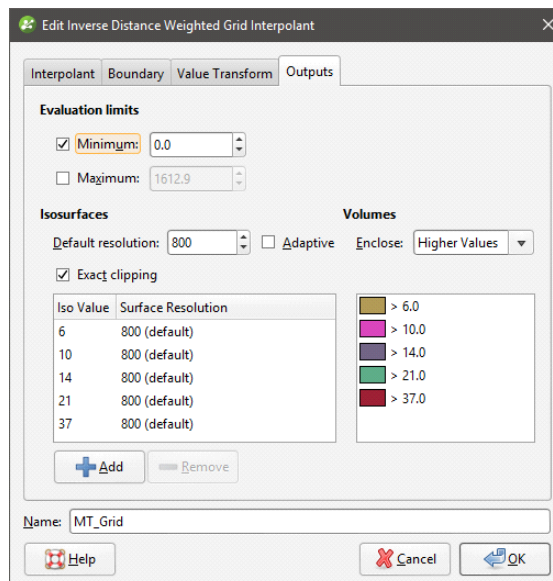 Edit Inverse Distance Weighted Grid Interpolant
Interpolant Boundary Value Transform Outputs
Evaluation limits
Minimum: 0.0
Maximum: 1612.9
Isosurfaces Volumes
Default resolution: 800 Adaptive Enclose: Higher Values
Exact clipping
Iso Value Surface Resolution
6 800 (default) > 6.0
10 800 (default) > 10.0
14 800 (default) > 14.0
21 800 (default) > 21.0
37 800 (default) > 37.0
Add Remove
Name: MT_Grid
Help Cancel OK